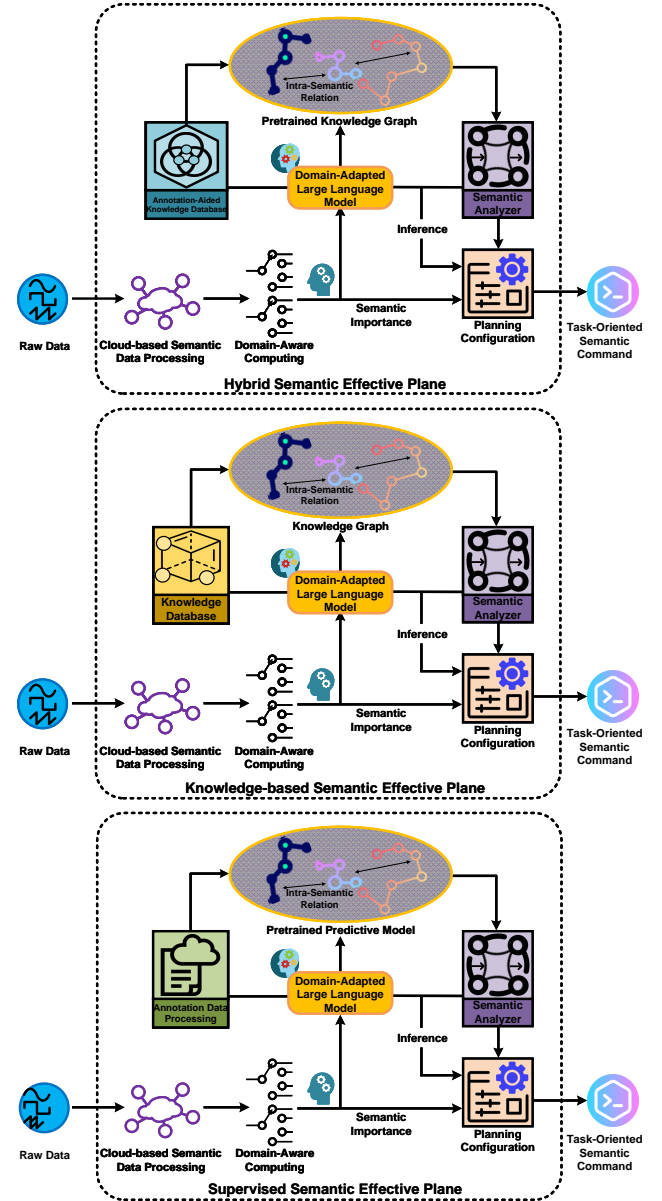 Intra-Semantic
Relation
Pretrained Knowledge Graph
Annotation-Aided
Knowledge Database
Domain-Adapted
Large Language
Model
Semantic
Analyzer
Inference
Raw Data
Cloud-based Semantic
Data Processing
Domain-Aware
Computing
Semantic
Importance
Planning
Configuration
Task-Oriented
Semantic
Command
Hybrid Semantic Effective Plane
Intra-Semantic
Relation
Knowledge Graph
Knowledge
Database
Domain-Adapted
Large Language
Model
Semantic
Analyzer
Inference
Raw Data
Cloud-based Semantic
Data Processing
Domain-Aware
Computing
Semantic
Importance
Planning
Configuration
Task-Oriented
Semantic
Command
Knowledge-based Semantic Effective Plane
Intra-Semantic
Relation
Pretrained Predictive Model
Annotation Data
Processing
Domain-Adapted
Large Language
Model
Semantic
Analyzer
Inference
Raw Data
Cloud-based Semantic
Data Processing
Domain-Aware
Computing
Semantic
Importance
Planning
Configuration
Task-Oriented
Semantic
Command
Supervised Semantic Effective Plane